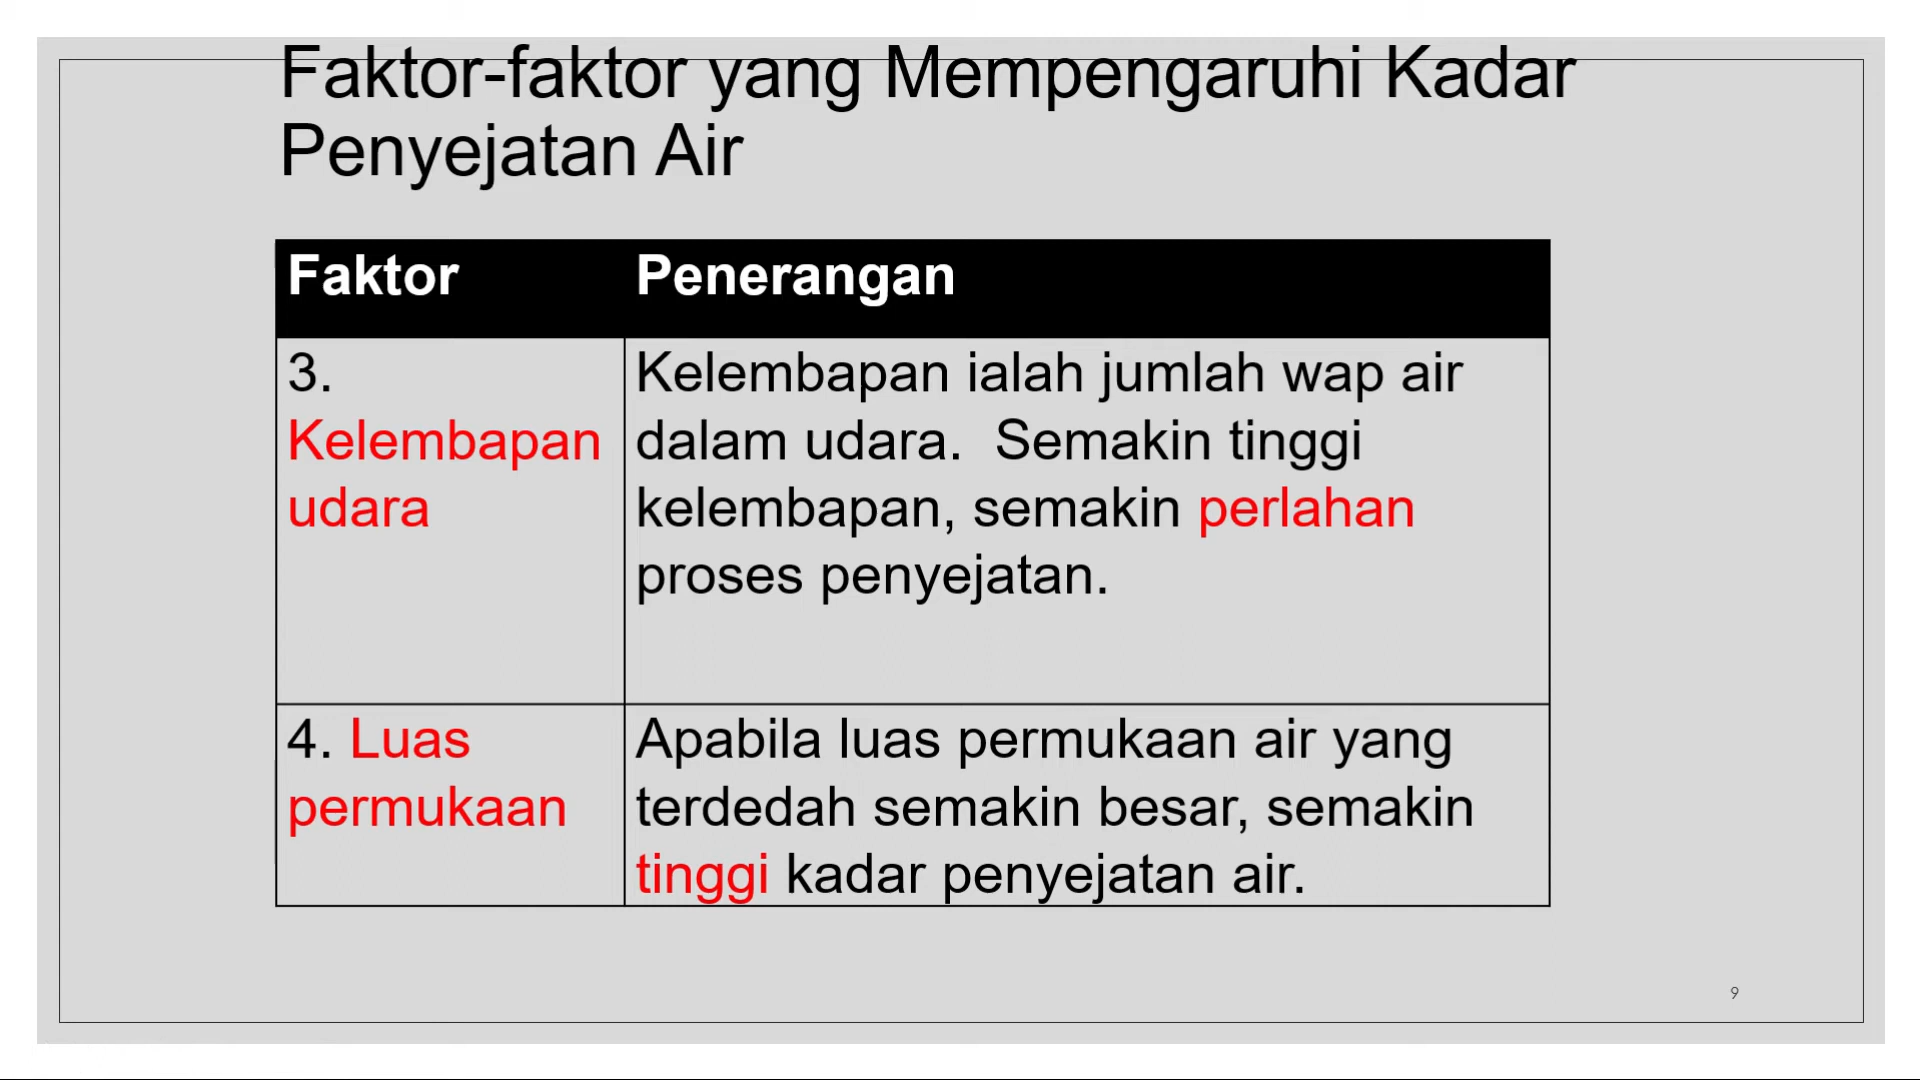 Faktor-faktor yang Mempengaruhi Kadar
Penyejatan Air
Faktor
Penerangan
3.
Kelembapan
udara
Kelembapan ialah jumlah wap air
dalam udara.  Semakin tinggi
kelembapan, semakin perlahan
proses penyejatan.
4. Luas
permukaan
Apabila luas permukaan air yang
terdedah semakin besar, semakin
tinggi kadar penyejatan air.
9